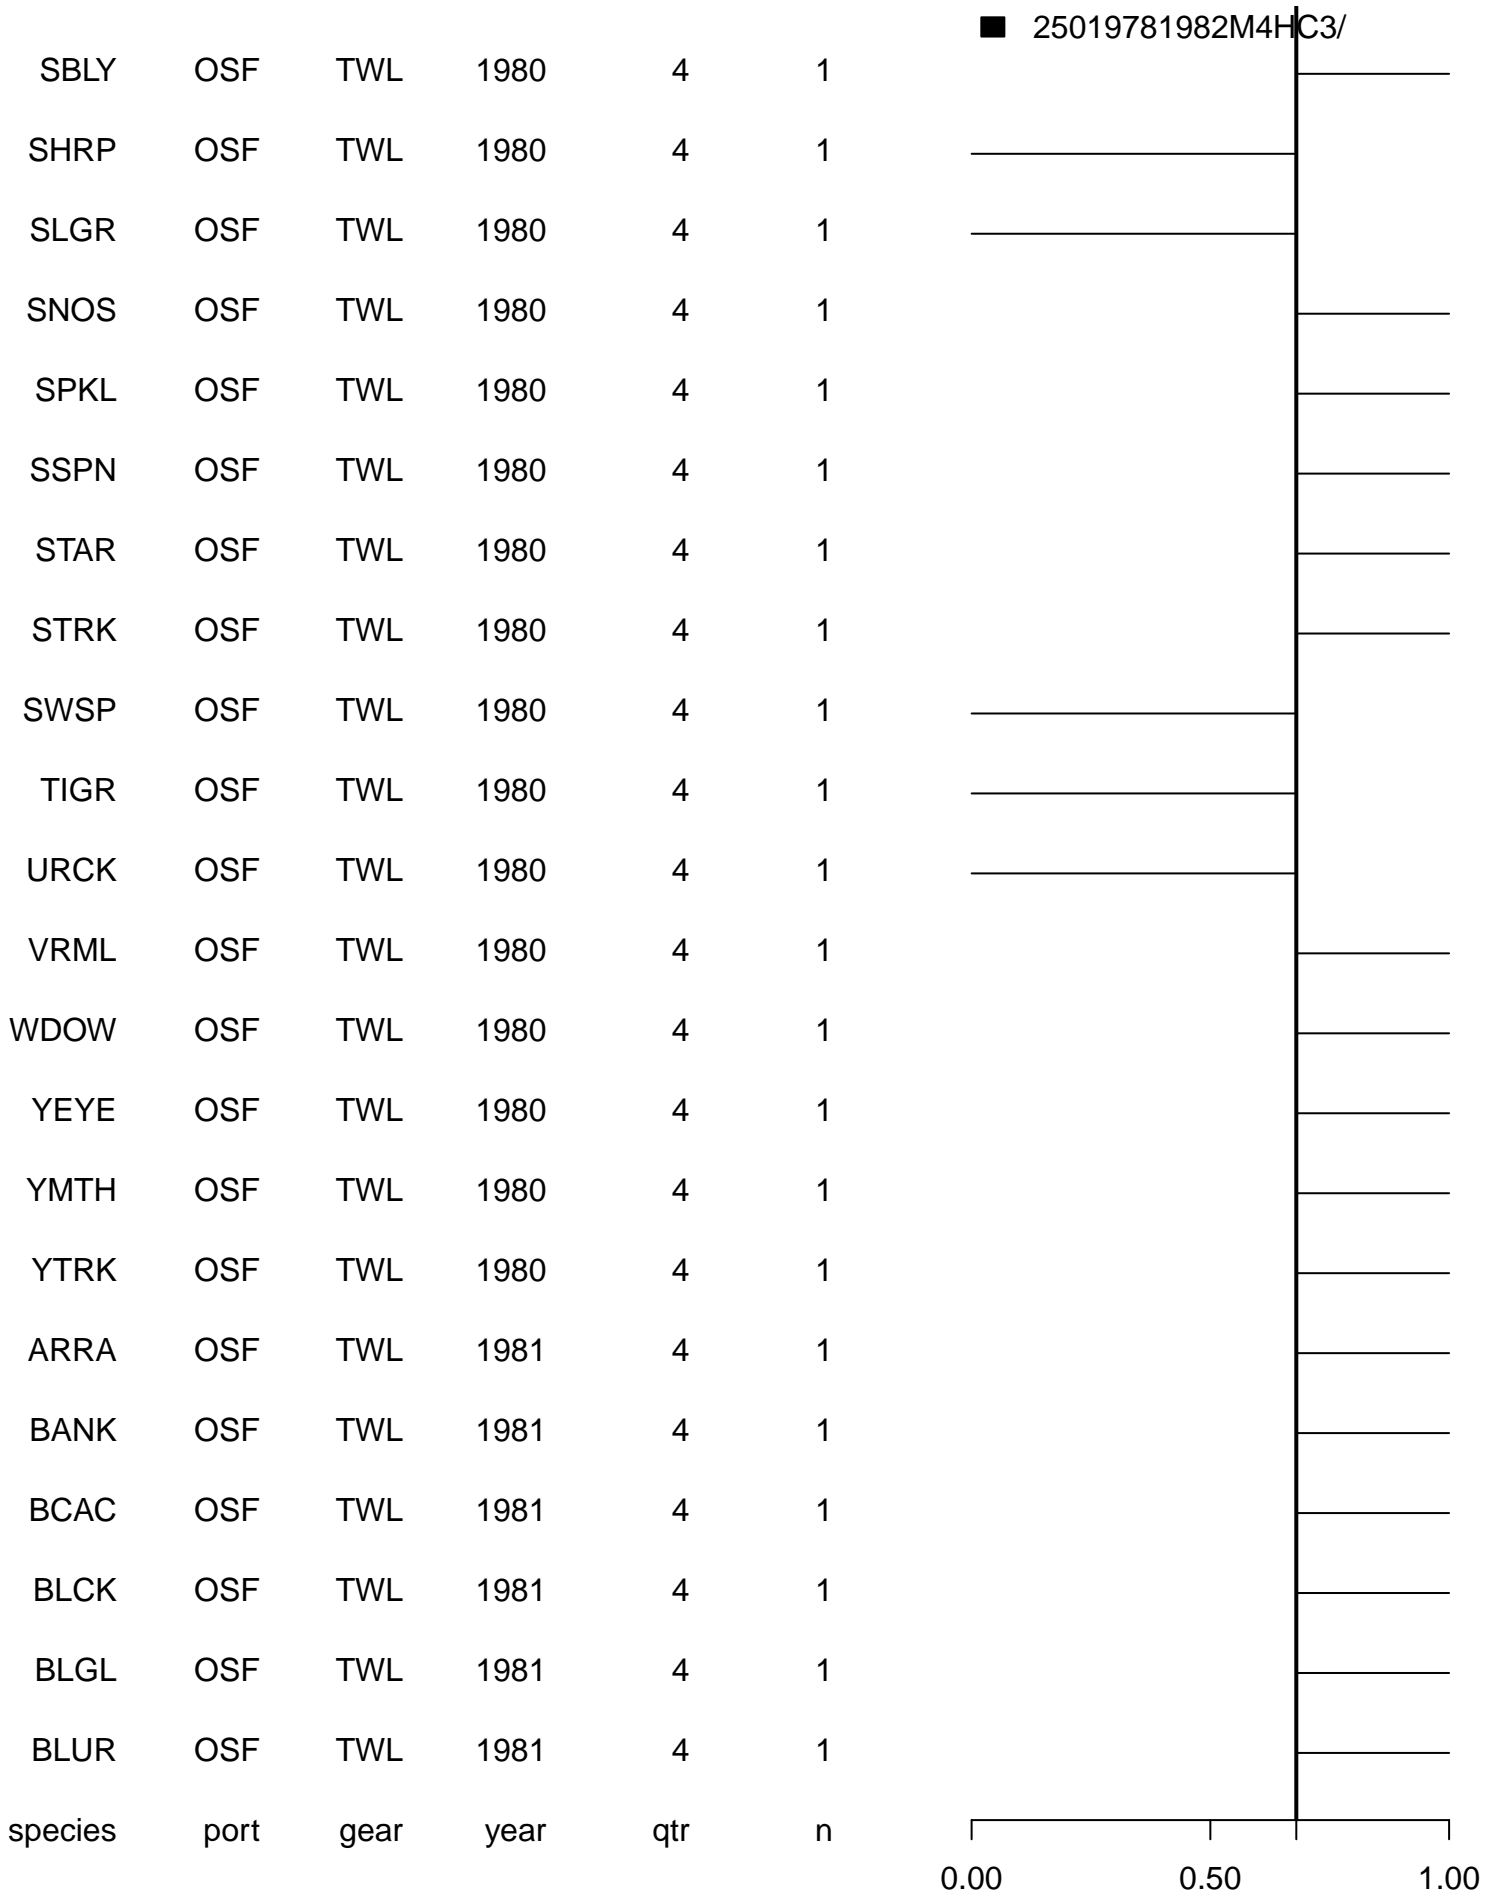 25019781982M4HC3/
SBLY OSF TWL 1980 4 1
SHRP OSF TWL 1980 4 1
SLGR OSF TWL 1980 4 1
SNOS OSF TWL 1980 4 1
SPKL OSF TWL 1980 4 1
SSPN OSF TWL 1980 4 1
STAR OSF TWL 1980 4 1
STRK OSF TWL 1980 4 1
SWSP OSF TWL 1980 4 1
TIGR OSF TWL 1980 4 1
URCK OSF TWL 1980 4 1
VRML OSF TWL 1980 4 1
WDOW OSF TWL 1980 4 1
YEYE OSF TWL 1980 4 1
YMTH OSF TWL 1980 4 1
YTRK OSF TWL 1980 4 1
ARRA OSF TWL 1981 4 1
BANK OSF TWL 1981 4 1
BCAC OSF TWL 1981 4 1
BLCK OSF TWL 1981 4 1
BLGL OSF TWL 1981 4 1
BLUR OSF TWL 1981 4 1
species port gear year qtr n
0.00 0.50 1.00